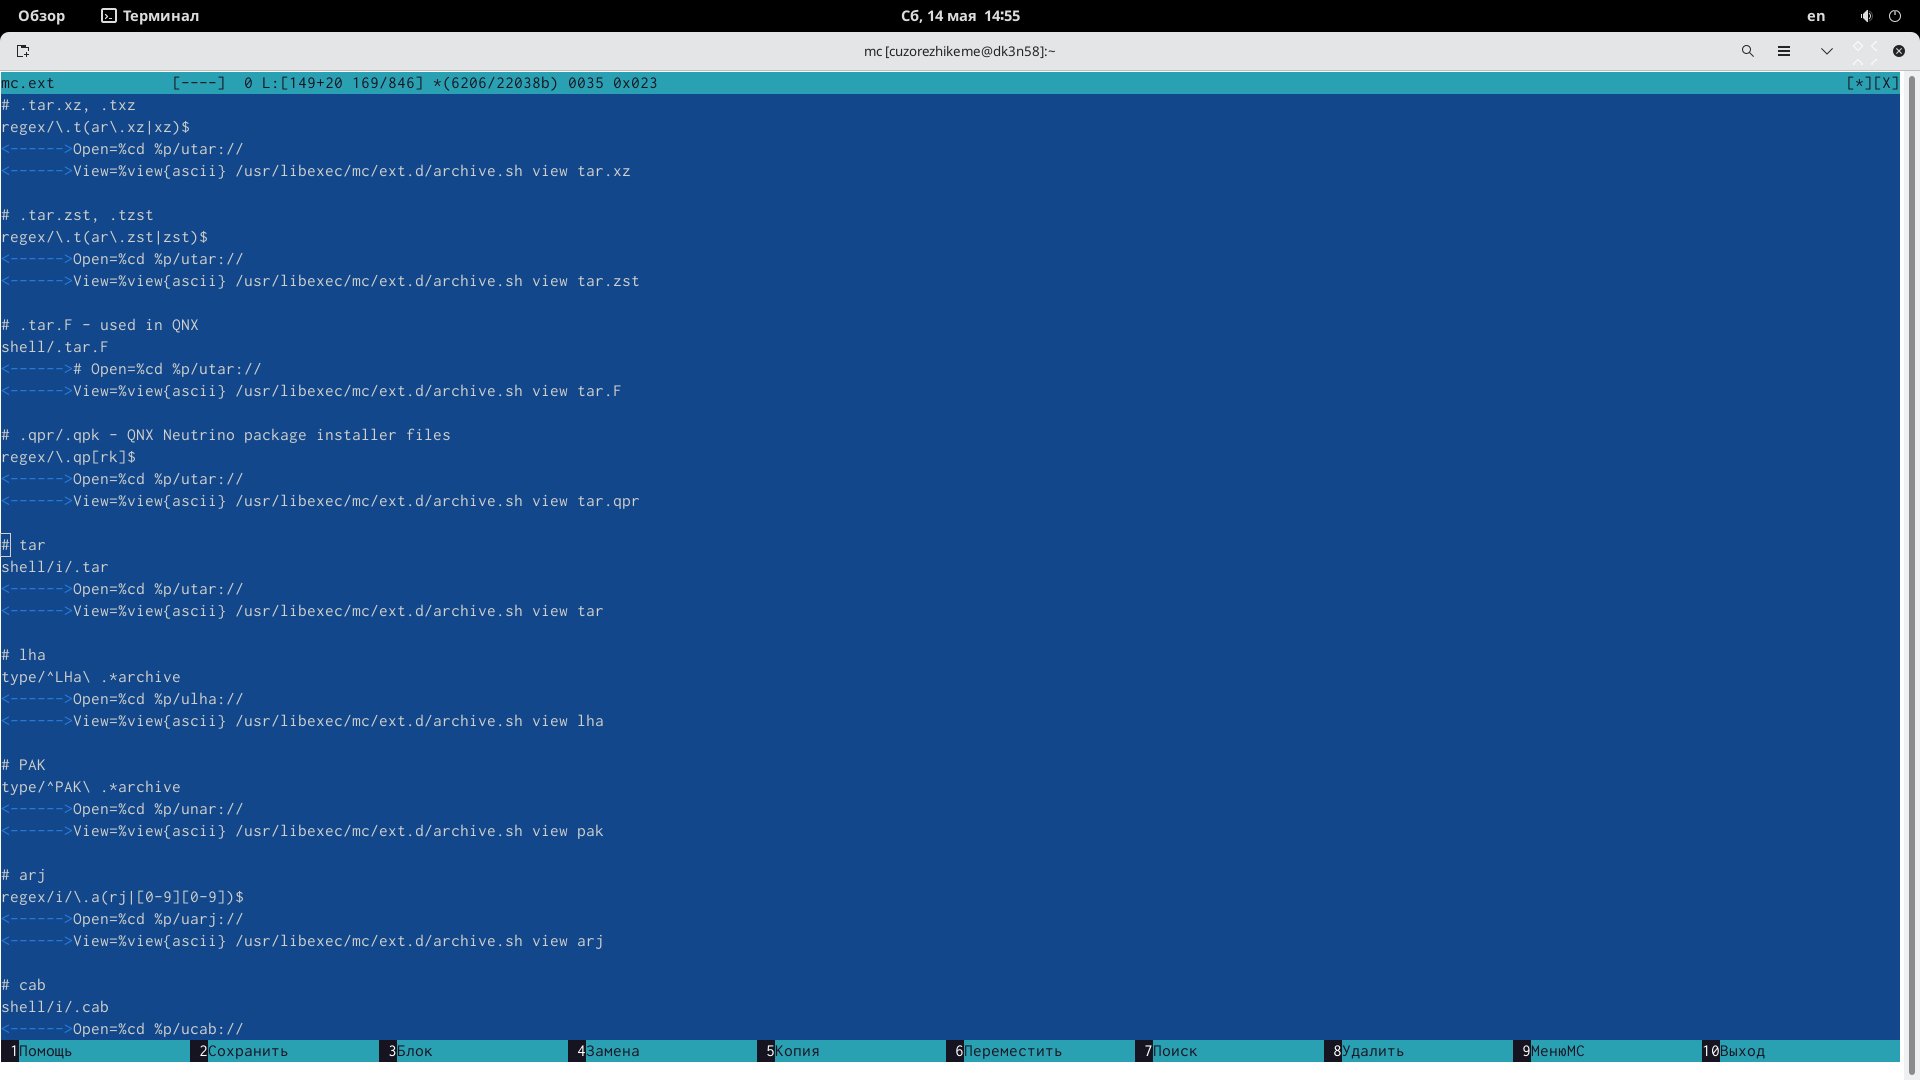 Обзор Терминал Сб, 14 мая 14:55 en
mc [cuzorezhikeme@dk3n58]:~
mc.ext [----] 0 L:[149+20 169/846] *(6206/22038b) 0035 0x023 [*][X]
# .tar.xz, .txz
regex/\.t(ar\.xz|xz)$
<------>Open=%cd %p/utar://
<------>View=%view{ascii} /usr/libexec/mc/ext.d/archive.sh view tar.xz
# .tar.zst, .tzst
regex/\.t(ar\.zst|zst)$
<------>Open=%cd %p/utar://
<------>View=%view{ascii} /usr/libexec/mc/ext.d/archive.sh view tar.zst
# .tar.F - used in QNX
shell/.tar.F
<------># Open=%cd %p/utar://
<------>View=%view{ascii} /usr/libexec/mc/ext.d/archive.sh view tar.F
# .qpr/.qpk - QNX Neutrino package installer files
regex/\.qp[rk]$
<------>Open=%cd %p/utar://
<------>View=%view{ascii} /usr/libexec/mc/ext.d/archive.sh view tar.qpr
# tar
shell/i/.tar
<------>Open=%cd %p/utar://
<------>View=%view{ascii} /usr/libexec/mc/ext.d/archive.sh view tar
# lha
type/^LHa\ .*archive
<------>Open=%cd %p/ulha://
<------>View=%view{ascii} /usr/libexec/mc/ext.d/archive.sh view lha
# PAK
type/^PAK\ .*archive
<------>Open=%cd %p/unar://
<------>View=%view{ascii} /usr/libexec/mc/ext.d/archive.sh view pak
# arj
regex/i/\.a(rj|[0-9][0-9])$
<------>Open=%cd %p/uarj://
<------>View=%view{ascii} /usr/libexec/mc/ext.d/archive.sh view arj
# cab
shell/i/.cab
<------>Open=%cd %p/ucab://
1Помощь 2Сохранить 3Блок 4Замена 5Копия 6Переместить 7Поиск 8Удалить 9МенюMC 10Выход